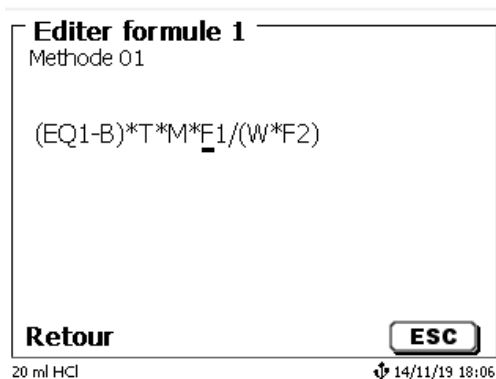 Editer formule 1
Methode 01
(EQ1-B)*T*M*F1/(W*F2)
Retour ESC
20 ml HCl 14/11/19 18:06